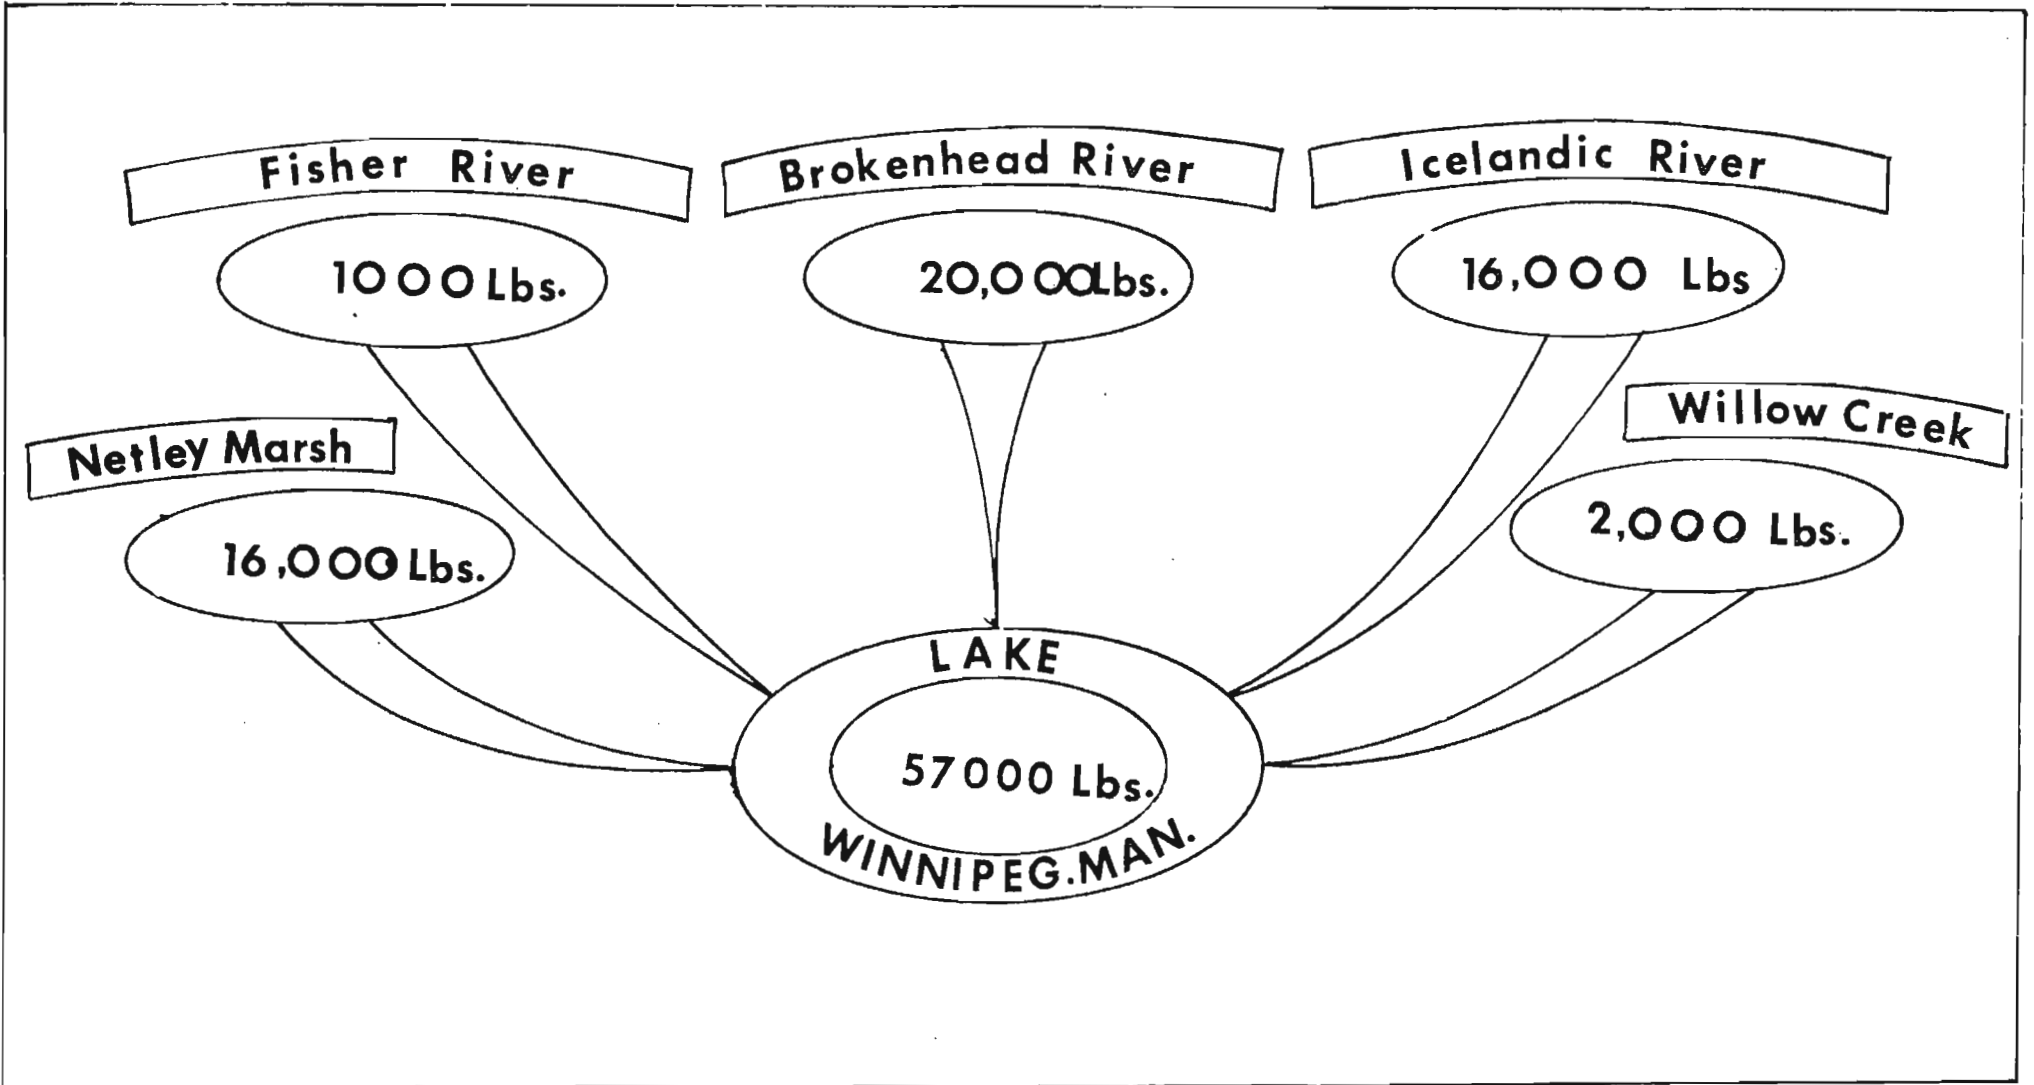 Fisher River
Brokenhead River
Icelandic River
1000 Lbs.
20,000Lbs.
16,000 Lbs
Netley Marsh
Willow Creek
16,000 Lbs.
2,000 Lbs.
LAKE
57000 Lbs.
WINNIPEG.MAN.